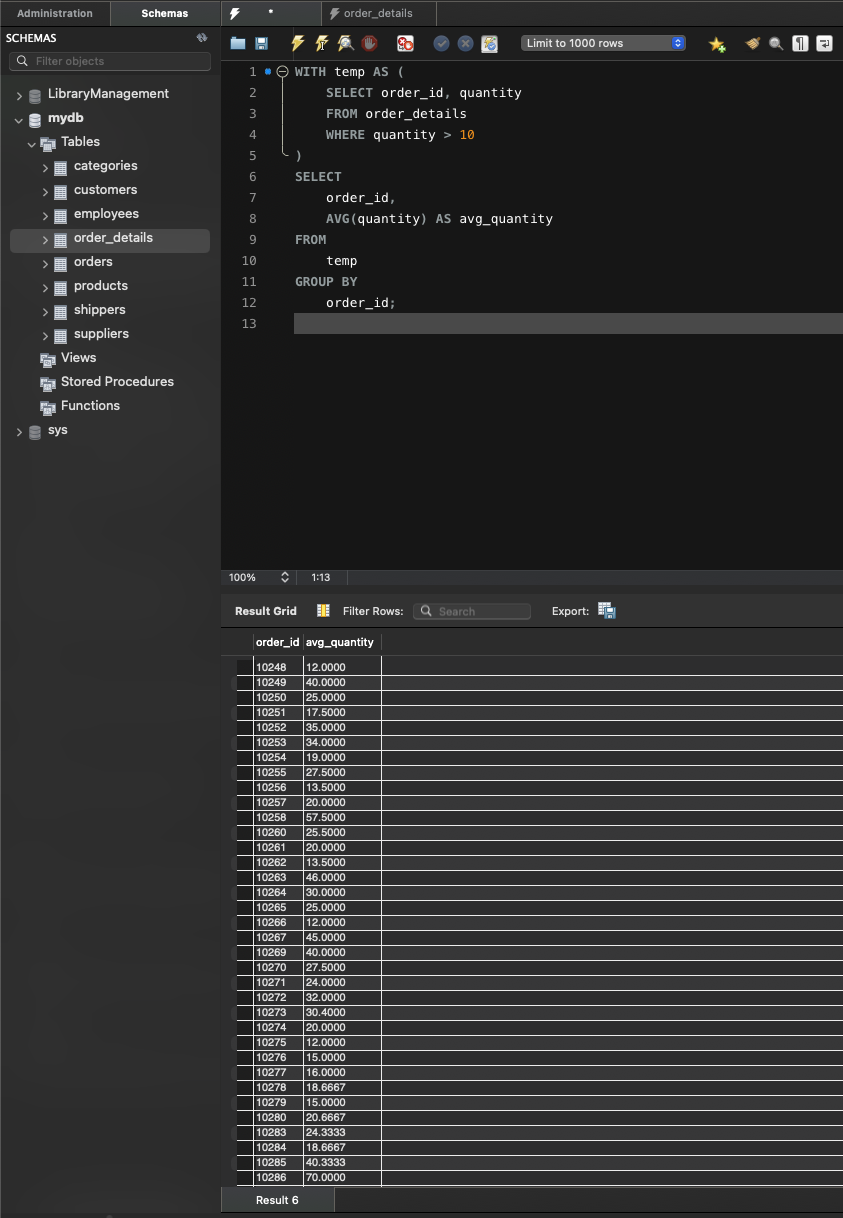 Administration Schemas * order_details
SCHEMAS
Filter objects
LibraryManagement
mydb
Tables
categories
customers
employees
order_details
orders
products
shippers
suppliers
Views
Stored Procedures
Functions
sys
Limit to 1000 rows
1 WITH temp AS (
2 SELECT order_id, quantity
3 FROM order_details
4 WHERE quantity > 10
5 )
6 SELECT
7 order_id,
8 AVG(quantity) AS avg_quantity
9 FROM
10 temp
11 GROUP BY
12 order_id;
13
100% 1:13
Result Grid Filter Rows: Search Export:
order_id avg_quantity
10248 12.0000
10249 40.0000
10250 25.0000
10251 17.5000
10252 35.0000
10253 34.0000
10254 19.0000
10255 27.5000
10256 13.5000
10257 20.0000
10258 57.5000
10260 25.5000
10261 20.0000
10262 13.5000
10263 46.0000
10264 30.0000
10265 25.0000
10266 12.0000
10267 45.0000
10269 40.0000
10270 27.5000
10271 24.0000
10272 32.0000
10273 30.4000
10274 20.0000
10275 12.0000
10276 15.0000
10277 16.0000
10278 18.6667
10279 15.0000
10280 20.6667
10283 24.3333
10284 18.6667
10285 40.3333
10286 70.0000
Result 6